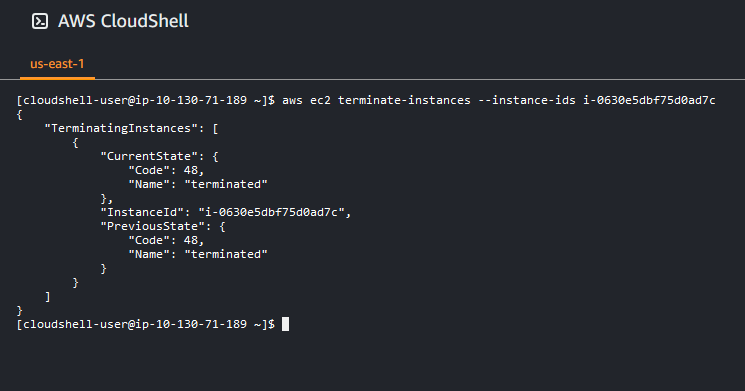 AWS CloudShell
us-east-1
[cloudshell-user@ip-10-130-71-189 ~]$ aws ec2 terminate-instances --instance-ids i-0630e5dbf75d0ad7c
{
    "TerminatingInstances": [
        {
            "CurrentState": {
                "Code": 48,
                "Name": "terminated"
            },
            "InstanceId": "i-0630e5dbf75d0ad7c",
            "PreviousState": {
                "Code": 48,
                "Name": "terminated"
            }
        }
    ]
}
[cloudshell-user@ip-10-130-71-189 ~]$